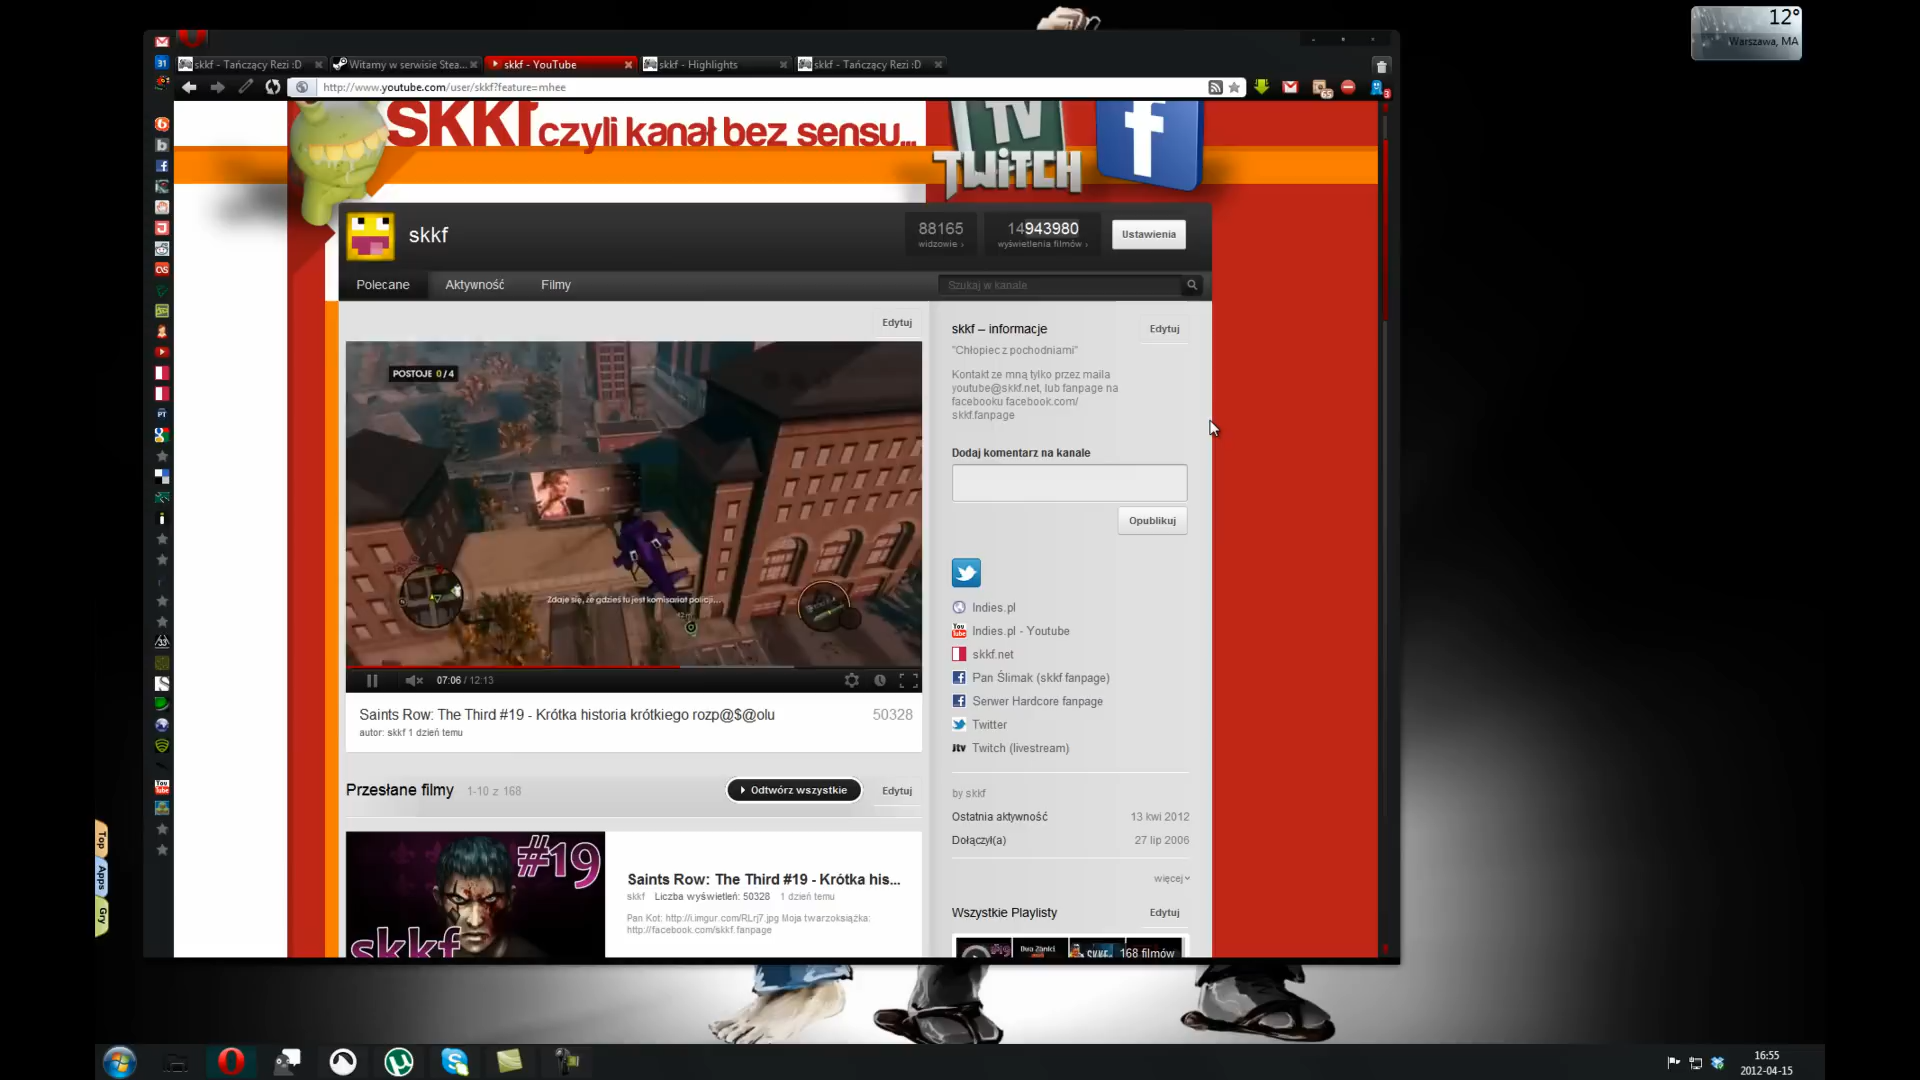 12°
Warszawa, MA
31
skkf - Tańczący Rezi :D
Witamy w serwisie Stea...
skkf - YouTube
skkf - Highlights
skkf - Tańczący Rezi :D
http://www.youtube.com/user/skkf?feature=mhee
65
3
SKKf czyli kanał bez sensu...
TV
TWiTCH
f
skkf
88165
widzowie ›
14943980
wyświetlenia filmów ›
Ustawienia
Polecane
Aktywność
Filmy
Szukaj w kanale
Edytuj
POSTOJE 0/4
Zdaje się, że gdzieś tu jest komisariat policji...
07:06 / 12:13
Saints Row: The Third #19 - Krótka historia krótkiego rozp@$@olu
50328
autor: skkf 1 dzień temu
Przesłane filmy
1-10 z 168
Odtwórz wszystkie
Edytuj
#19
skkf
Saints Row: The Third #19 - Krótka his...
skkf Liczba wyświetleń: 50328 1 dzień temu
Pan Kot: http://i.imgur.com/RLrj7.jpg Moja twarzoksiążka:
http://facebook.com/skkf.fanpage
skkf – informacje
Edytuj
"Chłopiec z pochodniami"
Kontakt ze mną tylko przez maila
youtube@skkf.net, lub fanpage na
facebooku facebook.com/
skkf.fanpage
Dodaj komentarz na kanale
Opublikuj
Indies.pl
Indies.pl - Youtube
skkf.net
Pan Ślimak (skkf fanpage)
Serwer Hardcore fanpage
Twitter
Twitch (livestream)
by skkf
Ostatnia aktywność
13 kwi 2012
Dołączył(a)
27 lip 2006
więcej
Wszystkie Playlisty
Edytuj
168 filmów
Top
Apps
Gry
16:55
2012-04-15